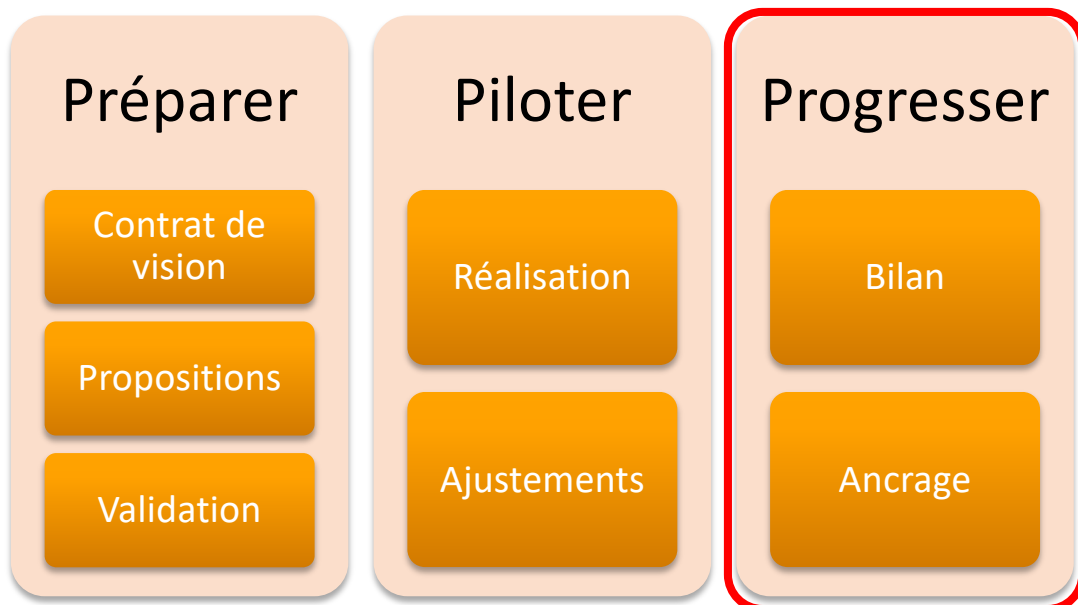 Préparer
Contrat de
vision
Propositions
Validation
Piloter
Réalisation
Ajustements
Progresser
Bilan
Ancrage